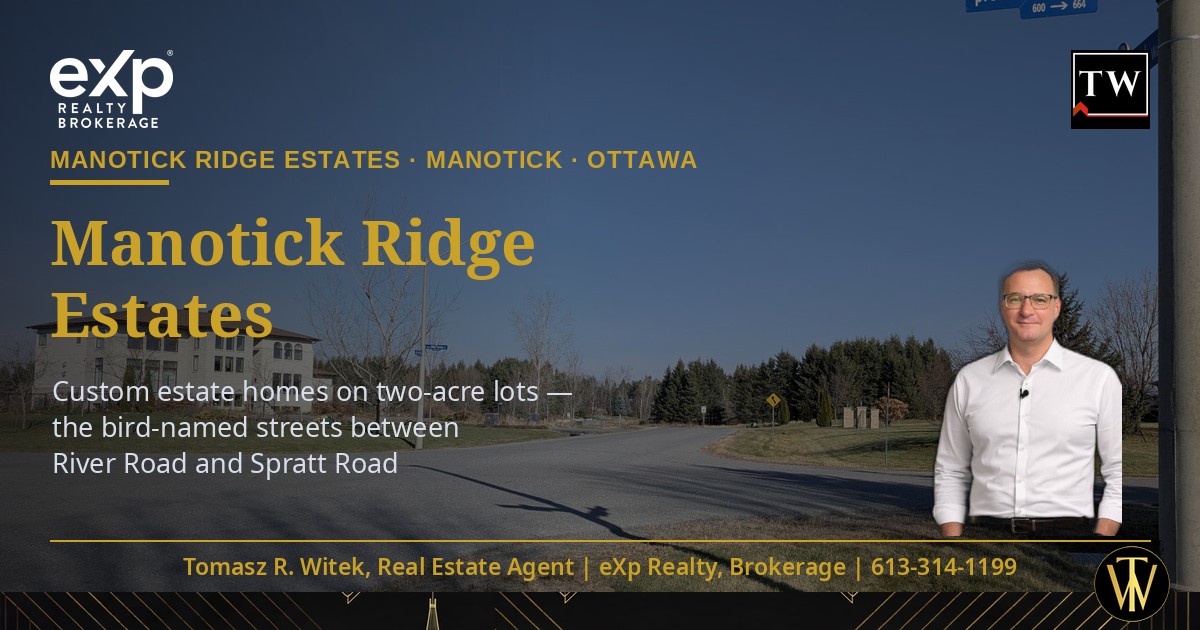 600 → 664
exp®
REALTY
BROKERAGE
TW
MANOTICK RIDGE ESTATES · MANOTICK · OTTAWA
Manotick Ridge
Estates
Custom estate homes on two-acre lots —
the bird-named streets between
River Road and Spratt Road
Tomasz R. Witek, Real Estate Agent | eXp Realty, Brokerage | 613-314-1199
TW